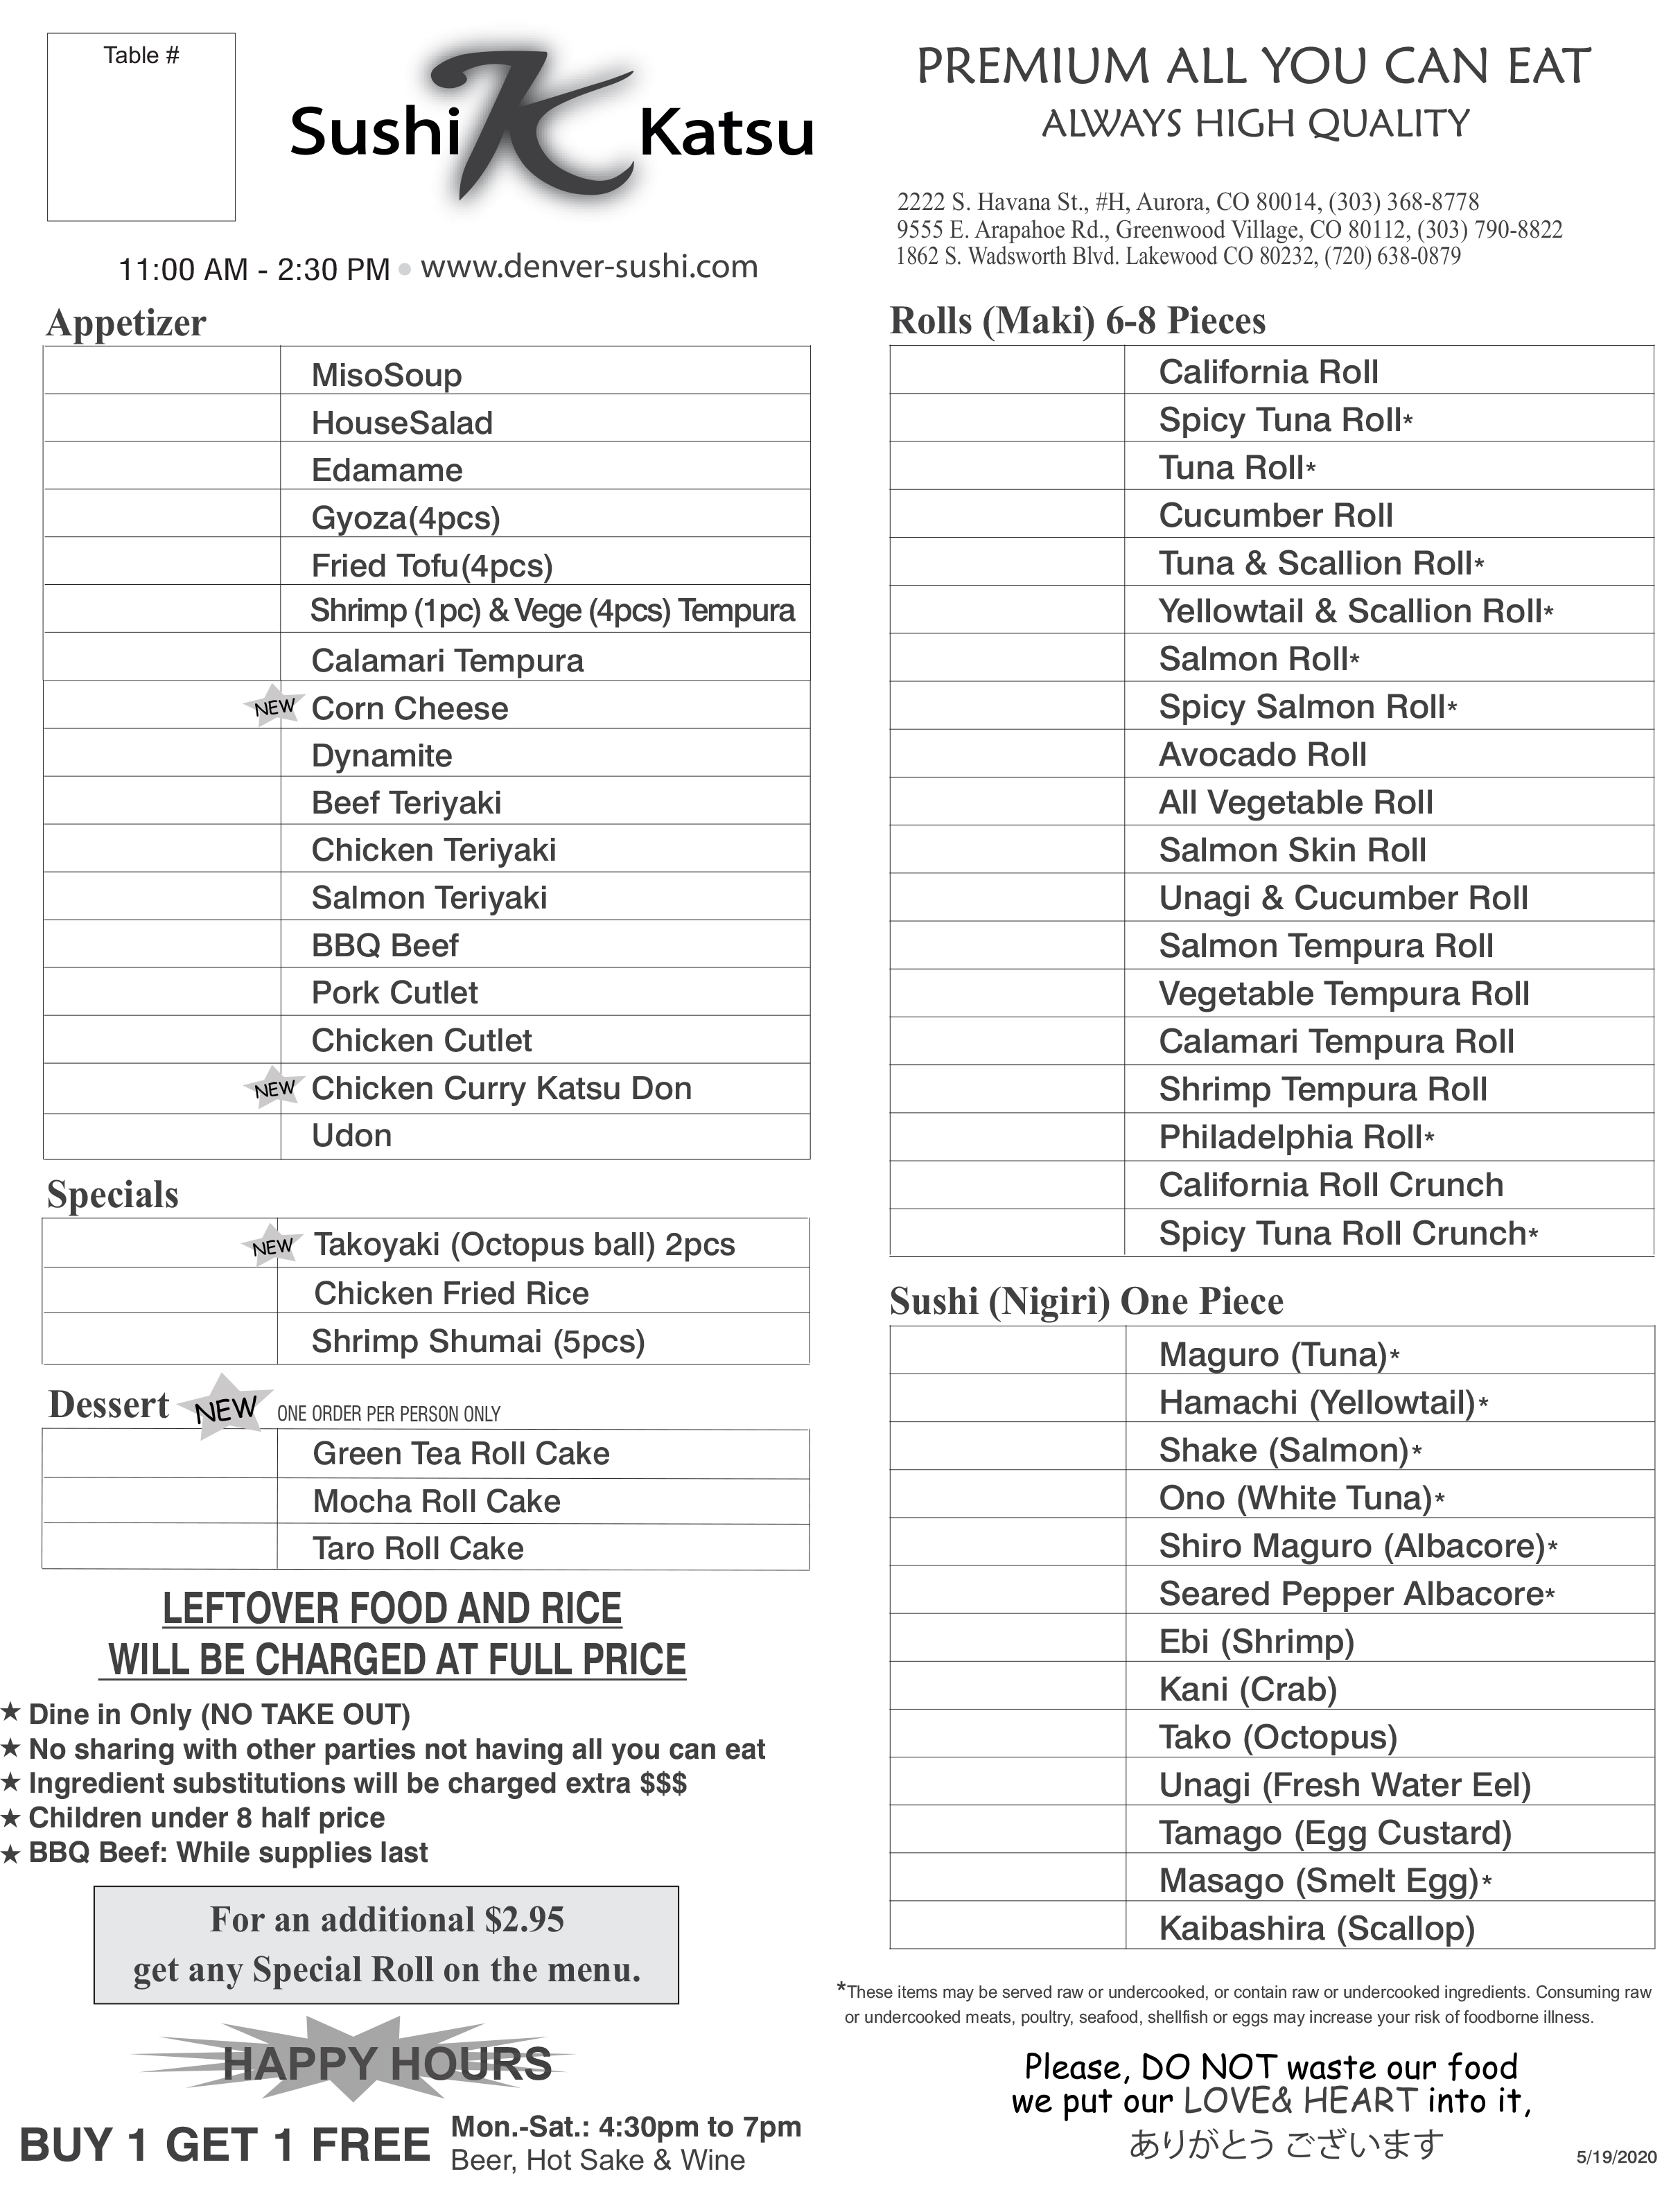 Table #
Sushi K Katsu
11:00 AM - 2:30 PM • www.denver-sushi.com
PREMIUM ALL YOU CAN EAT
ALWAYS HIGH QUALITY
2222 S. Havana St., #H, Aurora, CO 80014, (303) 368-8778
9555 E. Arapahoe Rd., Greenwood Village, CO 80112, (303) 790-8822
1862 S. Wadsworth Blvd. Lakewood CO 80232, (720) 638-0879
Appetizer
MisoSoup
HouseSalad
Edamame
Gyoza(4pcs)
Fried Tofu(4pcs)
Shrimp (1pc) & Vege (4pcs) Tempura
Calamari Tempura
NEW Corn Cheese
Dynamite
Beef Teriyaki
Chicken Teriyaki
Salmon Teriyaki
BBQ Beef
Pork Cutlet
Chicken Cutlet
NEW Chicken Curry Katsu Don
Udon
Specials
NEW Takoyaki (Octopus ball) 2pcs
Chicken Fried Rice
Shrimp Shumai (5pcs)
Dessert NEW ONE ORDER PER PERSON ONLY
Green Tea Roll Cake
Mocha Roll Cake
Taro Roll Cake
LEFTOVER FOOD AND RICE
WILL BE CHARGED AT FULL PRICE
★ Dine in Only (NO TAKE OUT)
★ No sharing with other parties not having all you can eat
★ Ingredient substitutions will be charged extra $$$
★ Children under 8 half price
★ BBQ Beef: While supplies last
For an additional $2.95
get any Special Roll on the menu.
HAPPY HOURS
BUY 1 GET 1 FREE
Mon.-Sat.: 4:30pm to 7pm
Beer, Hot Sake & Wine
Rolls (Maki) 6-8 Pieces
California Roll
Spicy Tuna Roll*
Tuna Roll*
Cucumber Roll
Tuna & Scallion Roll*
Yellowtail & Scallion Roll*
Salmon Roll*
Spicy Salmon Roll*
Avocado Roll
All Vegetable Roll
Salmon Skin Roll
Unagi & Cucumber Roll
Salmon Tempura Roll
Vegetable Tempura Roll
Calamari Tempura Roll
Shrimp Tempura Roll
Philadelphia Roll*
California Roll Crunch
Spicy Tuna Roll Crunch*
Sushi (Nigiri) One Piece
Maguro (Tuna)*
Hamachi (Yellowtail)*
Shake (Salmon)*
Ono (White Tuna)*
Shiro Maguro (Albacore)*
Seared Pepper Albacore*
Ebi (Shrimp)
Kani (Crab)
Tako (Octopus)
Unagi (Fresh Water Eel)
Tamago (Egg Custard)
Masago (Smelt Egg)*
Kaibashira (Scallop)
*These items may be served raw or undercooked, or contain raw or undercooked ingredients. Consuming raw
or undercooked meats, poultry, seafood, shellfish or eggs may increase your risk of foodborne illness.
Please, DO NOT waste our food
we put our LOVE& HEART into it,
ありがとう ございます
5/19/2020